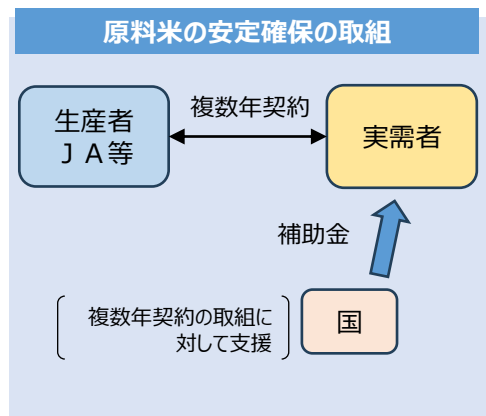 原料米の安定確保の取組
生産者
ＪＡ等
複数年契約
実需者
補助金
複数年契約の取組に
対して支援
国